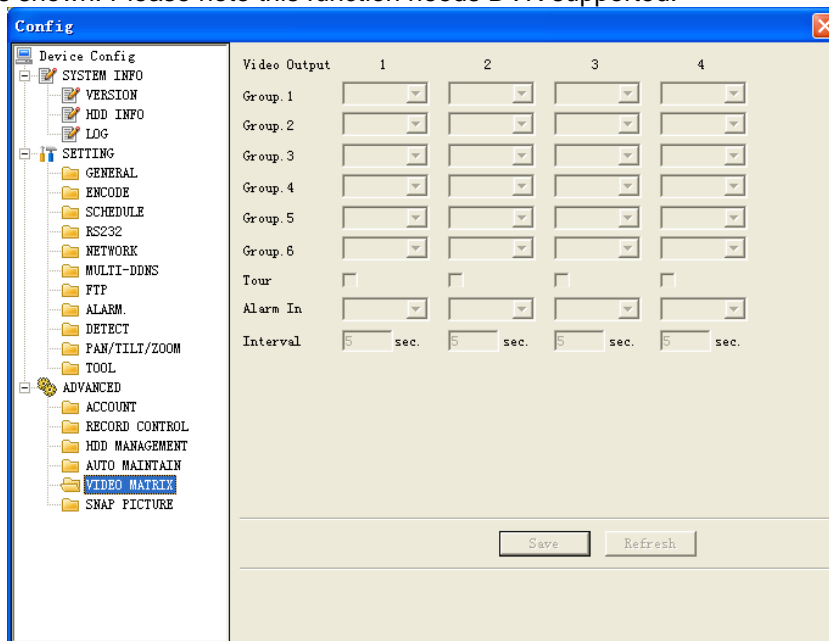 Config
Device Config
SYSTEM INFO
VERSION
HDD INFO
LOG
SETTING
GENERAL
ENCODE
SCHEDULE
RS232
NETWORK
MULTI-DDNS
FTP
ALARM.
DETECT
PAN/TILT/ZOOM
TOOL
ADVANCED
ACCOUNT
RECORD CONTROL
HDD MANAGEMENT
AUTO MAINTAIN
VIDEO MATRIX
SNAP PICTURE
Video Output 1 2 3 4
Group.1
Group.2
Group.3
Group.4
Group.5
Group.6
Tour
Alarm In
Interval 5 sec. 5 sec. 5 sec. 5 sec.
Save Refresh